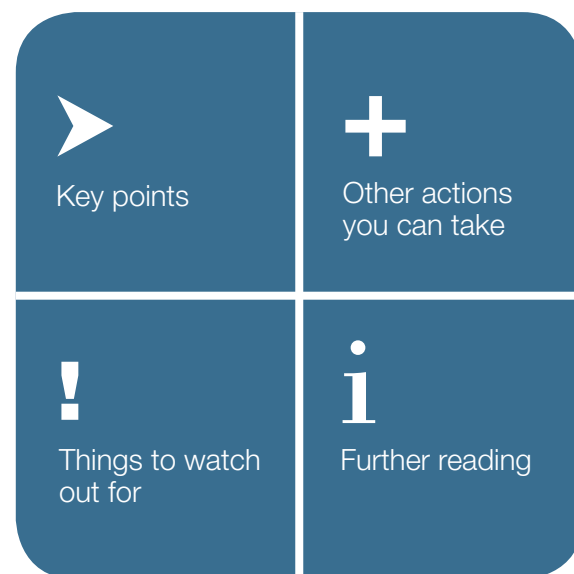 ➤
Key points
+
Other actions
you can take
!
Things to watch
out for
i
Further reading